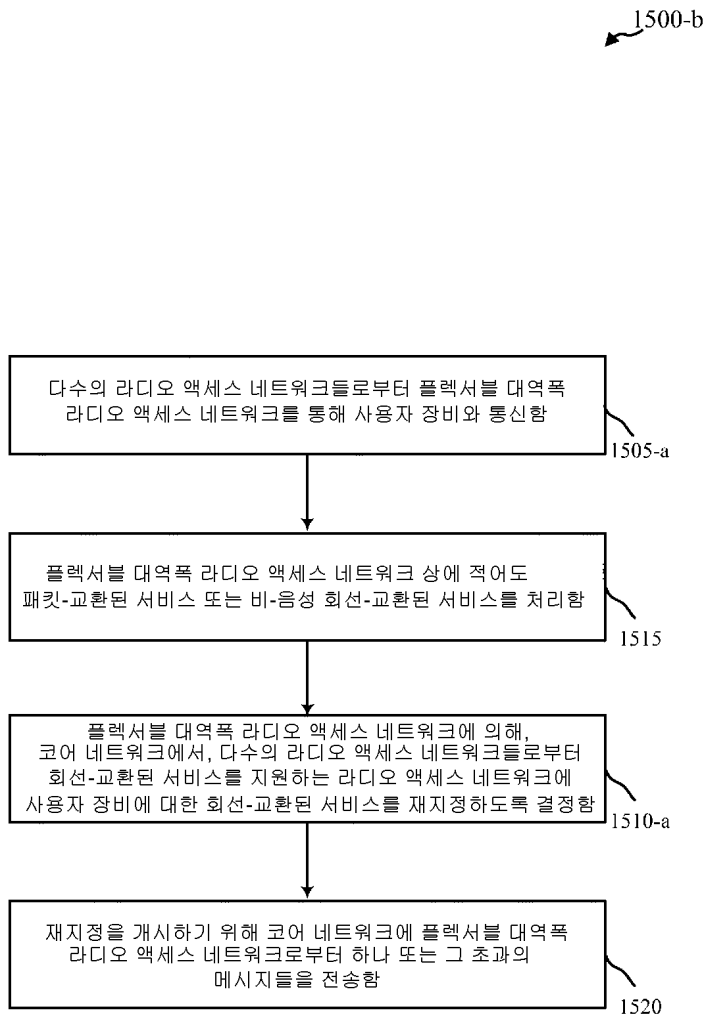 1500-b
다수의 라디오 액세스 네트워크들로부터 플렉서블 대역폭
라디오 액세스 네트워크를 통해 사용자 장비와 통신함
1505-a
플렉서블 대역폭 라디오 액세스 네트워크 상에 적어도
패킷-교환된 서비스 또는 비-음성 회선-교환된 서비스를 처리함
1515
플렉서블 대역폭 라디오 액세스 네트워크에 의해,
코어 네트워크에서, 다수의 라디오 액세스 네트워크들로부터
회선-교환된 서비스를 지원하는 라디오 액세스 네트워크에
사용자 장비에 대한 회선-교환된 서비스를 재지정하도록 결정함
1510-a
재지정을 개시하기 위해 코어 네트워크에 플렉서블 대역폭
라디오 액세스 네트워크로부터 하나 또는 그 초과의
메시지들을 전송함
1520